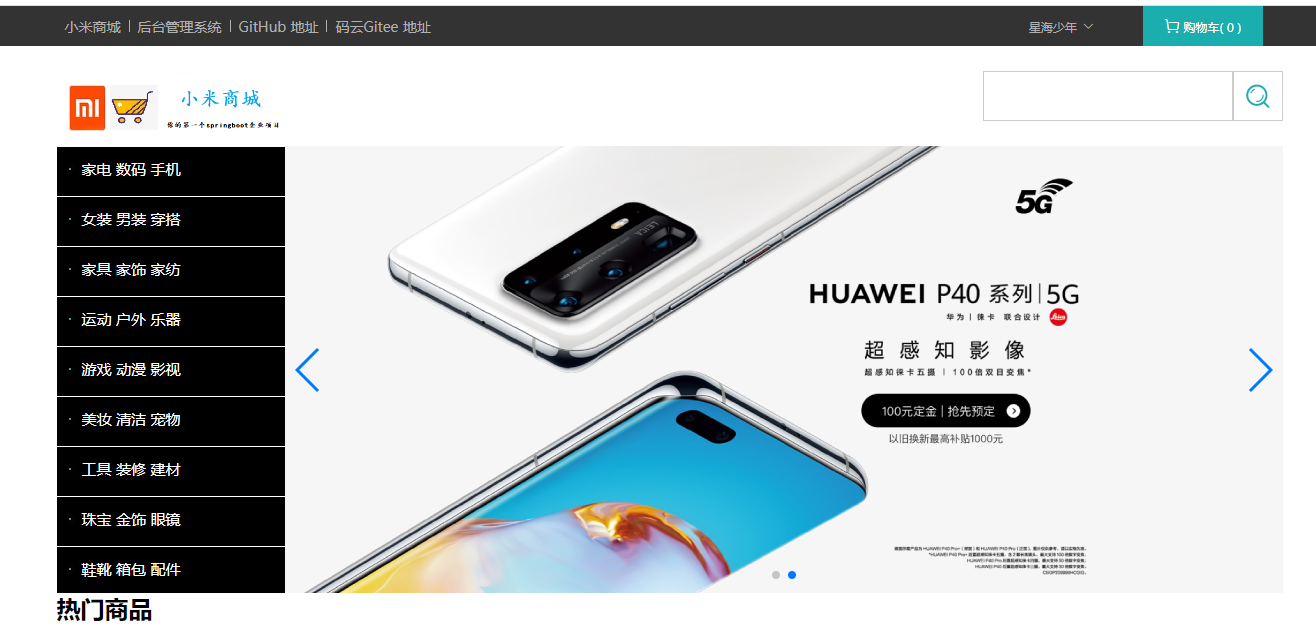 小米商城 | 后台管理系统 | GitHub 地址 | 码云Gitee 地址
星海少年
购物车( 0 )
小米商城
你的第一个springboot企业项目
· 家电 数码 手机
· 女装 男装 穿搭
· 家具 家饰 家纺
· 运动 户外 乐器
· 游戏 动漫 影视
· 美妆 清洁 宠物
· 工具 装修 建材
· 珠宝 金饰 眼镜
· 鞋靴 箱包 配件
LEICA
5G
HUAWEI P40 系列 | 5G
华为 | 徕卡 联合设计
Leica
超感知影像
超感知徕卡五摄 | 100倍双目变焦*
100元定金 | 抢先预定
以旧换新最高补贴1000元
热门商品